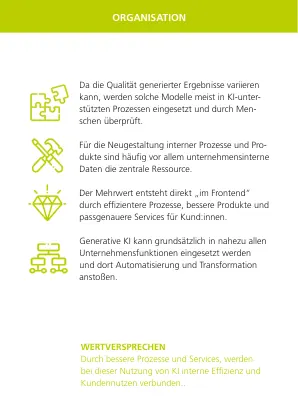 ORGANISATION
Da die Qualität generierter Ergebnisse variieren
kann, werden solche Modelle meist in KI-unter-
stützten Prozessen eingesetzt und durch Men-
schen überprüft.
Für die Neugestaltung interner Prozesse und Pro-
dukte sind häufig vor allem unternehmensinterne
Daten die zentrale Ressource.
Der Mehrwert entsteht direkt „im Frontend“
durch effizientere Prozesse, bessere Produkte und
passgenauere Services für Kund:innen.
Generative KI kann grundsätzlich in nahezu allen
Unternehmensfunktionen eingesetzt werden
und dort Automatisierung und Transformation
anstoßen.
WERTVERSPRECHEN
Durch bessere Prozesse und Services, werden
bei dieser Nutzung von KI interne Effizienz und
Kundennutzen verbunden..